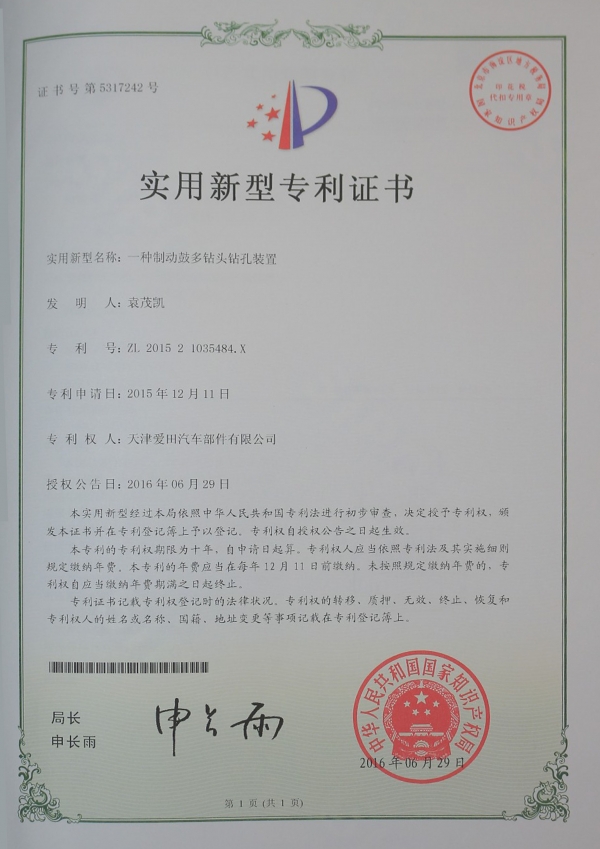 证书号第5317242号
印花税
代扣专用章
国家知识产权局
实用新型专利证书
实用新型名称：一种制动鼓多钻头钻孔装置
发明人：袁茂凯
专利号：ZL 2015 2 1035484.X
专利申请日：2015年12月11日
专利权人：天津爱田汽车部件有限公司
授权公告日：2016年06月29日
本实用新型经过本局依照中华人民共和国专利法进行初步审查，决定授予专利权，颁
发本证书并在专利登记簿上予以登记。专利权自授权公告之日起生效。
本专利的专利权期限为十年，自申请日起算。专利权人应当依照专利法及其实施细则
规定缴纳年费。本专利的年费应当在每年12月11日前缴纳。未按照规定缴纳年费的，专
利权自应当缴纳年费期满之日起终止。
专利证书记载专利权登记时的法律状况。专利权的转移、质押、无效、终止、恢复和
专利权人的姓名或名称、国籍、地址变更等事项记载在专利登记簿上。
局长
申长雨
申长雨
中华人民共和国国家知识产权局
2016年06月29日
第1页(共1页)